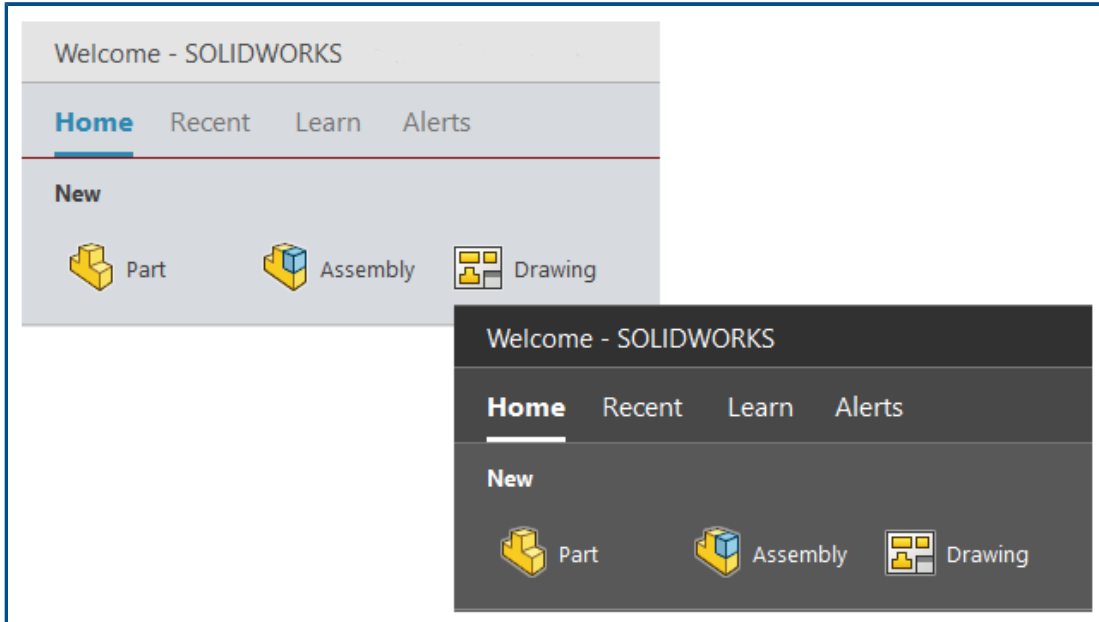 Welcome - SOLIDWORKS
Home Recent Learn Alerts
New
Part Assembly Drawing
Welcome - SOLIDWORKS
Home Recent Learn Alerts
New
Part Assembly Drawing